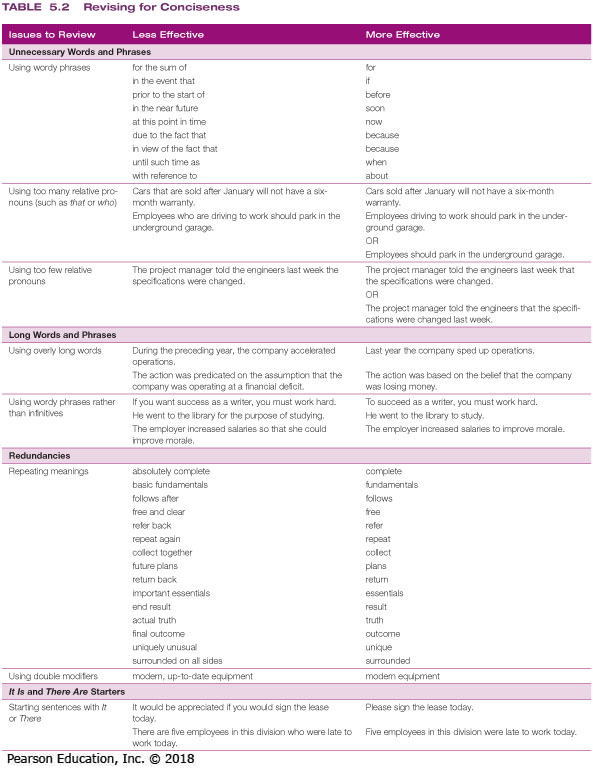 TABLE 5.2 Revising for Conciseness
Issues to Review Less Effective More Effective
Unnecessary Words and Phrases
Using wordy phrases for the sum of for
in the event that if
prior to the start of before
in the near future soon
at this point in time now
due to the fact that because
in view of the fact that because
until such time as when
with reference to about
Using too many relative pro- Cars that are sold after January will not have a six- Cars sold after January will not have a six-month
nouns (such as that or who) month warranty. warranty.
Employees who are driving to work should park in the Employees driving to work should park in the under-
underground garage. ground garage.
OR
Employees should park in the underground garage.
Using too few relative The project manager told the engineers last week the The project manager told the engineers last week that
pronouns specifications were changed. the specifications were changed.
OR
The project manager told the engineers that the specifi-
cations were changed last week.
Long Words and Phrases
Using overly long words During the preceding year, the company accelerated Last year the company sped up operations.
operations.
The action was predicated on the assumption that the The action was based on the belief that the company
company was operating at a financial deficit. was losing money.
Using wordy phrases rather If you want success as a writer, you must work hard. To succeed as a writer, you must work hard.
than infinitives He went to the library for the purpose of studying. He went to the library to study.
The employer increased salaries so that she could The employer increased salaries to improve morale.
improve morale.
Redundancies
Repeating meanings absolutely complete complete
basic fundamentals fundamentals
follows after follows
free and clear free
refer back refer
repeat again repeat
collect together collect
future plans plans
return back return
important essentials essentials
end result result
actual truth truth
final outcome outcome
uniquely unusual unique
surrounded on all sides surrounded
Using double modifiers modern, up-to-date equipment modern equipment
It Is and There Are Starters
Starting sentences with It It would be appreciated if you would sign the lease Please sign the lease today.
or There today.
There are five employees in this division who were late to Five employees in this division were late to work today.
work today.
Pearson Education, Inc. © 2018